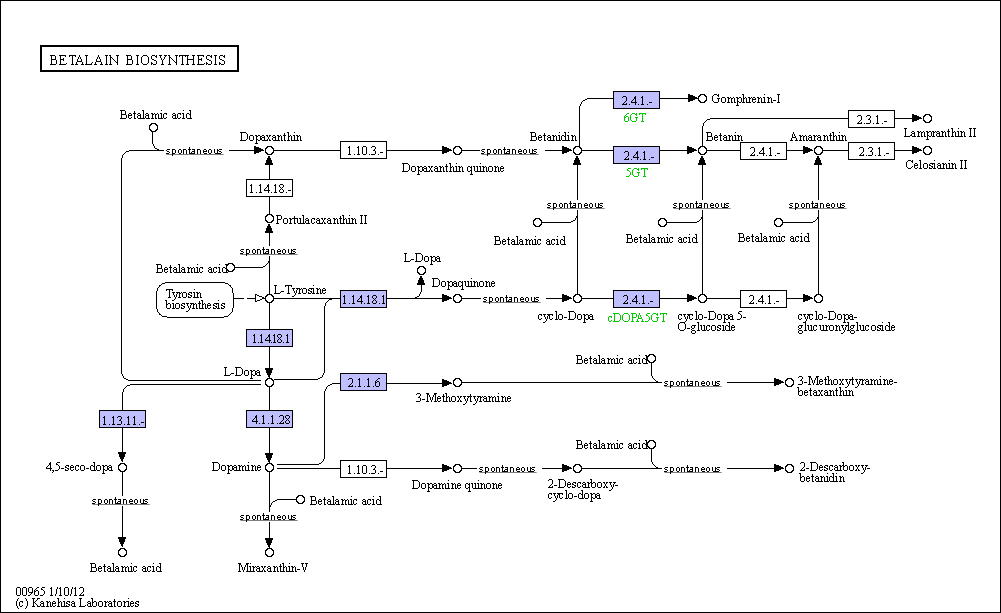 BETALAIN BIOSYNTHESIS
Betalamic acid
spontaneous
Dopaxanthin
1.10.3.-
Dopaxanthin quinone
spontaneous
Betanidin
2.4.1.-
6GT
Gomphrenin-I
2.4.1.-
5GT
Betanin
2.4.1.-
Amaranthin
2.3.1.-
Lampranthin II
2.3.1.-
Celosianin II
1.14.18.-
Portulacaxanthin II
spontaneous
Betalamic acid
spontaneous
Betalamic acid
spontaneous
Betalamic acid
spontaneous
Betalamic acid
Tyrosin
biosynthesis
L-Tyrosine
1.14.18.1
L-Dopa
Dopaquinone
spontaneous
cyclo-Dopa
2.4.1.-
cDOPA5GT
cyclo-Dopa 5-
O-glucoside
2.4.1.-
cyclo-Dopa-
glucuronylglucoside
1.14.18.1
L-Dopa
2.1.1.6
3-Methoxytyramine
Betalamic acid
spontaneous
3-Methoxytyramine-
betaxanthin
1.13.11.-
4.1.1.28
4,5-seco-dopa
Dopamine
1.10.3.-
Dopamine quinone
spontaneous
2-Descarboxy-
cyclo-dopa
Betalamic acid
spontaneous
2-Descarboxy-
betanidin
spontaneous
Betalamic acid
Betalamic acid
spontaneous
Miraxanthin-V
00965 1/10/12
(c) Kanehisa Laboratories